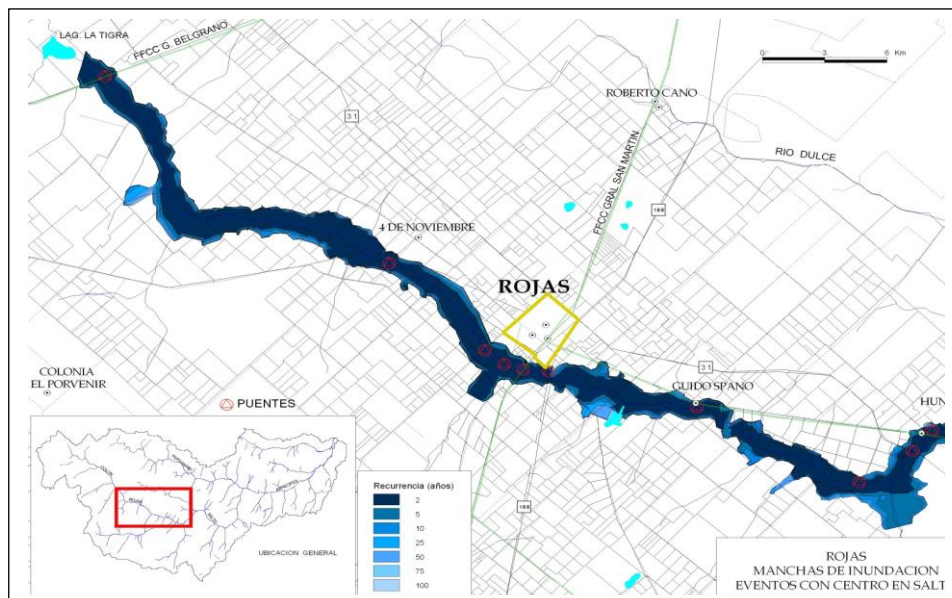 LAG. LA TIGRA
FFCC G. BELGRANO
0 3 6 Km
31
ROBERTO CANO
RIO DULCE
FFCC GRAL SAN MARTIN
188
4 DE NOVIEMBRE
ROJAS
COLONIA
EL PORVENIR
31
GUIDO SPANO
HUN
PUENTES
ROJAS
SALTO
UBICACION GENERAL
188
Recurrencia (años)
2
5
10
25
50
75
100
ROJAS
MANCHAS DE INUNDACION
EVENTOS CON CENTRO EN SALT